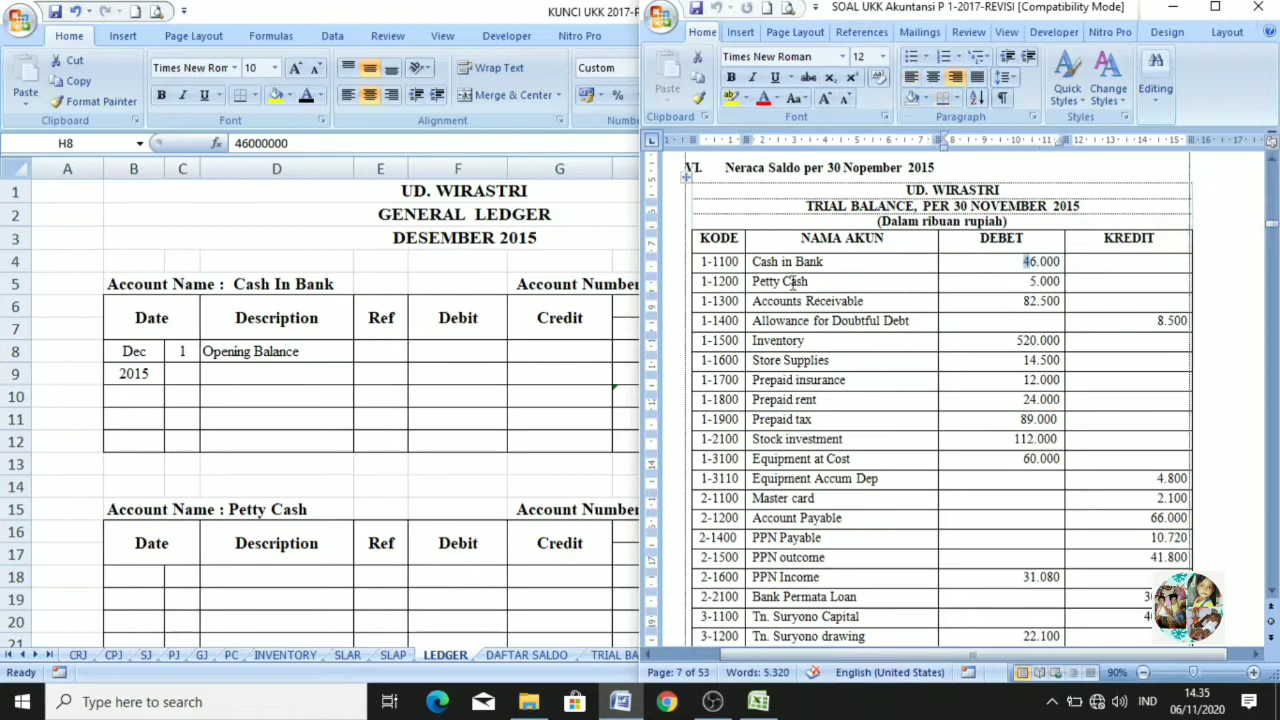 KUNCI UKK 2017-P
Home Insert Page Layout Formulas Data Review View Developer Nitro Pro
Paste Cut Copy Format Painter
Times New Rom 10 Wrap Text Merge & Center Custom
Clipboard Font Alignment
H8 46000000
A B C D E F G
1 UD. WIRASTRI
2 GENERAL LEDGER
3 DESEMBER 2015
4
5 Account Name : Cash In Bank Account Number
6
7 Date Description Ref Debit Credit
8 Dec 1 Opening Balance
9 2015
10
11
12
13
14
15 Account Name : Petty Cash Account Number
16
17 Date Description Ref Debit Credit
18
19
20
21
CRJ CPJ SJ PJ GJ PC INVENTORY SLAR SLAP LEDGER DAFTAR SALDO TRIAL BA
Ready
SOAL UKK Akuntansi P 1-2017-REVISI [Compatibility Mode]
Home Insert Page Layout References Mailings Review View Developer Nitro Pro Design Layout
Times New Roman 12
Paste Quick Styles Change Styles Editing
Clipboard Font Paragraph Styles
VI. Neraca Saldo per 30 Nopember 2015
UD. WIRASTRI
TRIAL BALANCE, PER 30 NOVEMBER 2015
(Dalam ribuan rupiah)
KODE NAMA AKUN DEBET KREDIT
1-1100 Cash in Bank 46.000
1-1200 Petty Cash 5.000
1-1300 Accounts Receivable 82.500
1-1400 Allowance for Doubtful Debt 8.500
1-1500 Inventory 520.000
1-1600 Store Supplies 14.500
1-1700 Prepaid insurance 12.000
1-1800 Prepaid rent 24.000
1-1900 Prepaid tax 89.000
1-2100 Stock investment 112.000
1-3100 Equipment at Cost 60.000
1-3110 Equipment Accum Dep 4.800
2-1100 Master card 2.100
2-1200 Account Payable 66.000
2-1400 PPN Payable 10.720
2-1500 PPN outcome 41.800
2-1600 PPN Income 31.080
2-2100 Bank Permata Loan
3-1100 Tn. Suryono Capital
3-1200 Tn. Suryono drawing 22.100
Page: 7 of 53 Words: 5.320 English (United States) 90%
Type here to search
IND 14.35
06/11/2020